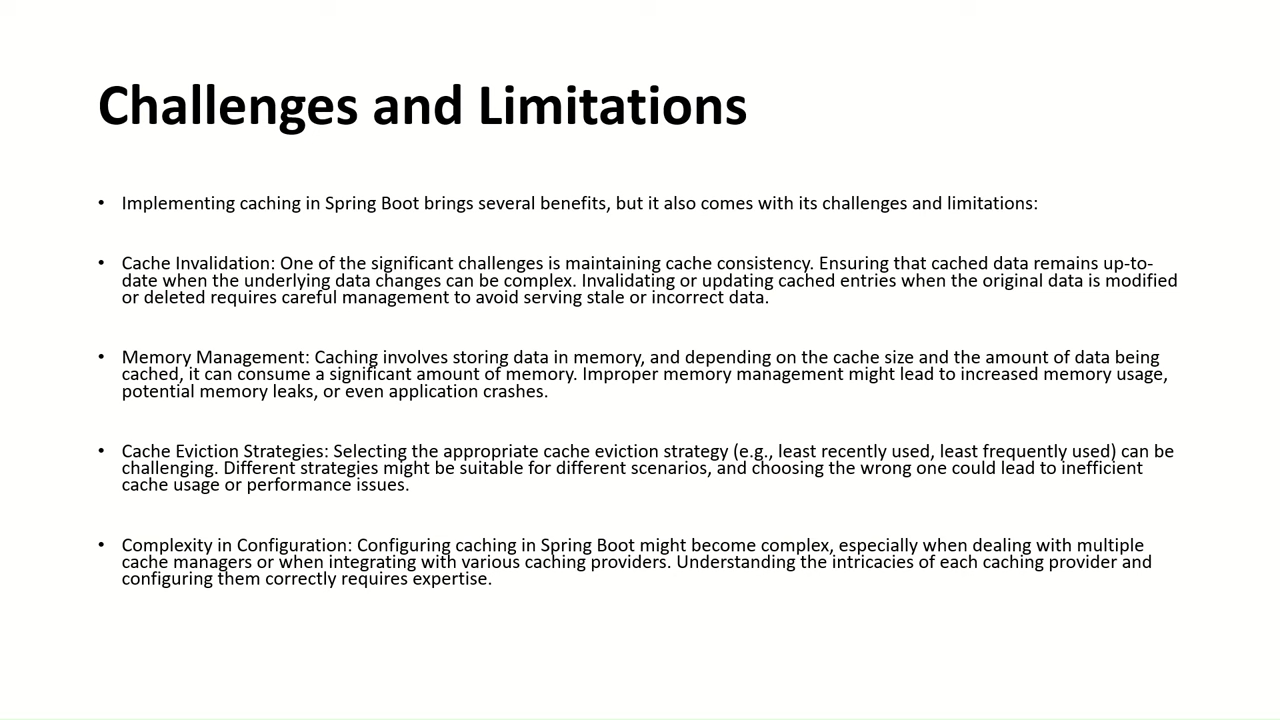 Challenges and Limitations
• Implementing caching in Spring Boot brings several benefits, but it also comes with its challenges and limitations:
• Cache Invalidation: One of the significant challenges is maintaining cache consistency. Ensuring that cached data remains up-to-
date when the underlying data changes can be complex. Invalidating or updating cached entries when the original data is modified
or deleted requires careful management to avoid serving stale or incorrect data.
• Memory Management: Caching involves storing data in memory, and depending on the cache size and the amount of data being
cached, it can consume a significant amount of memory. Improper memory management might lead to increased memory usage,
potential memory leaks, or even application crashes.
• Cache Eviction Strategies: Selecting the appropriate cache eviction strategy (e.g., least recently used, least frequently used) can be
challenging. Different strategies might be suitable for different scenarios, and choosing the wrong one could lead to inefficient
cache usage or performance issues.
• Complexity in Configuration: Configuring caching in Spring Boot might become complex, especially when dealing with multiple
cache managers or when integrating with various caching providers. Understanding the intricacies of each caching provider and
configuring them correctly requires expertise.